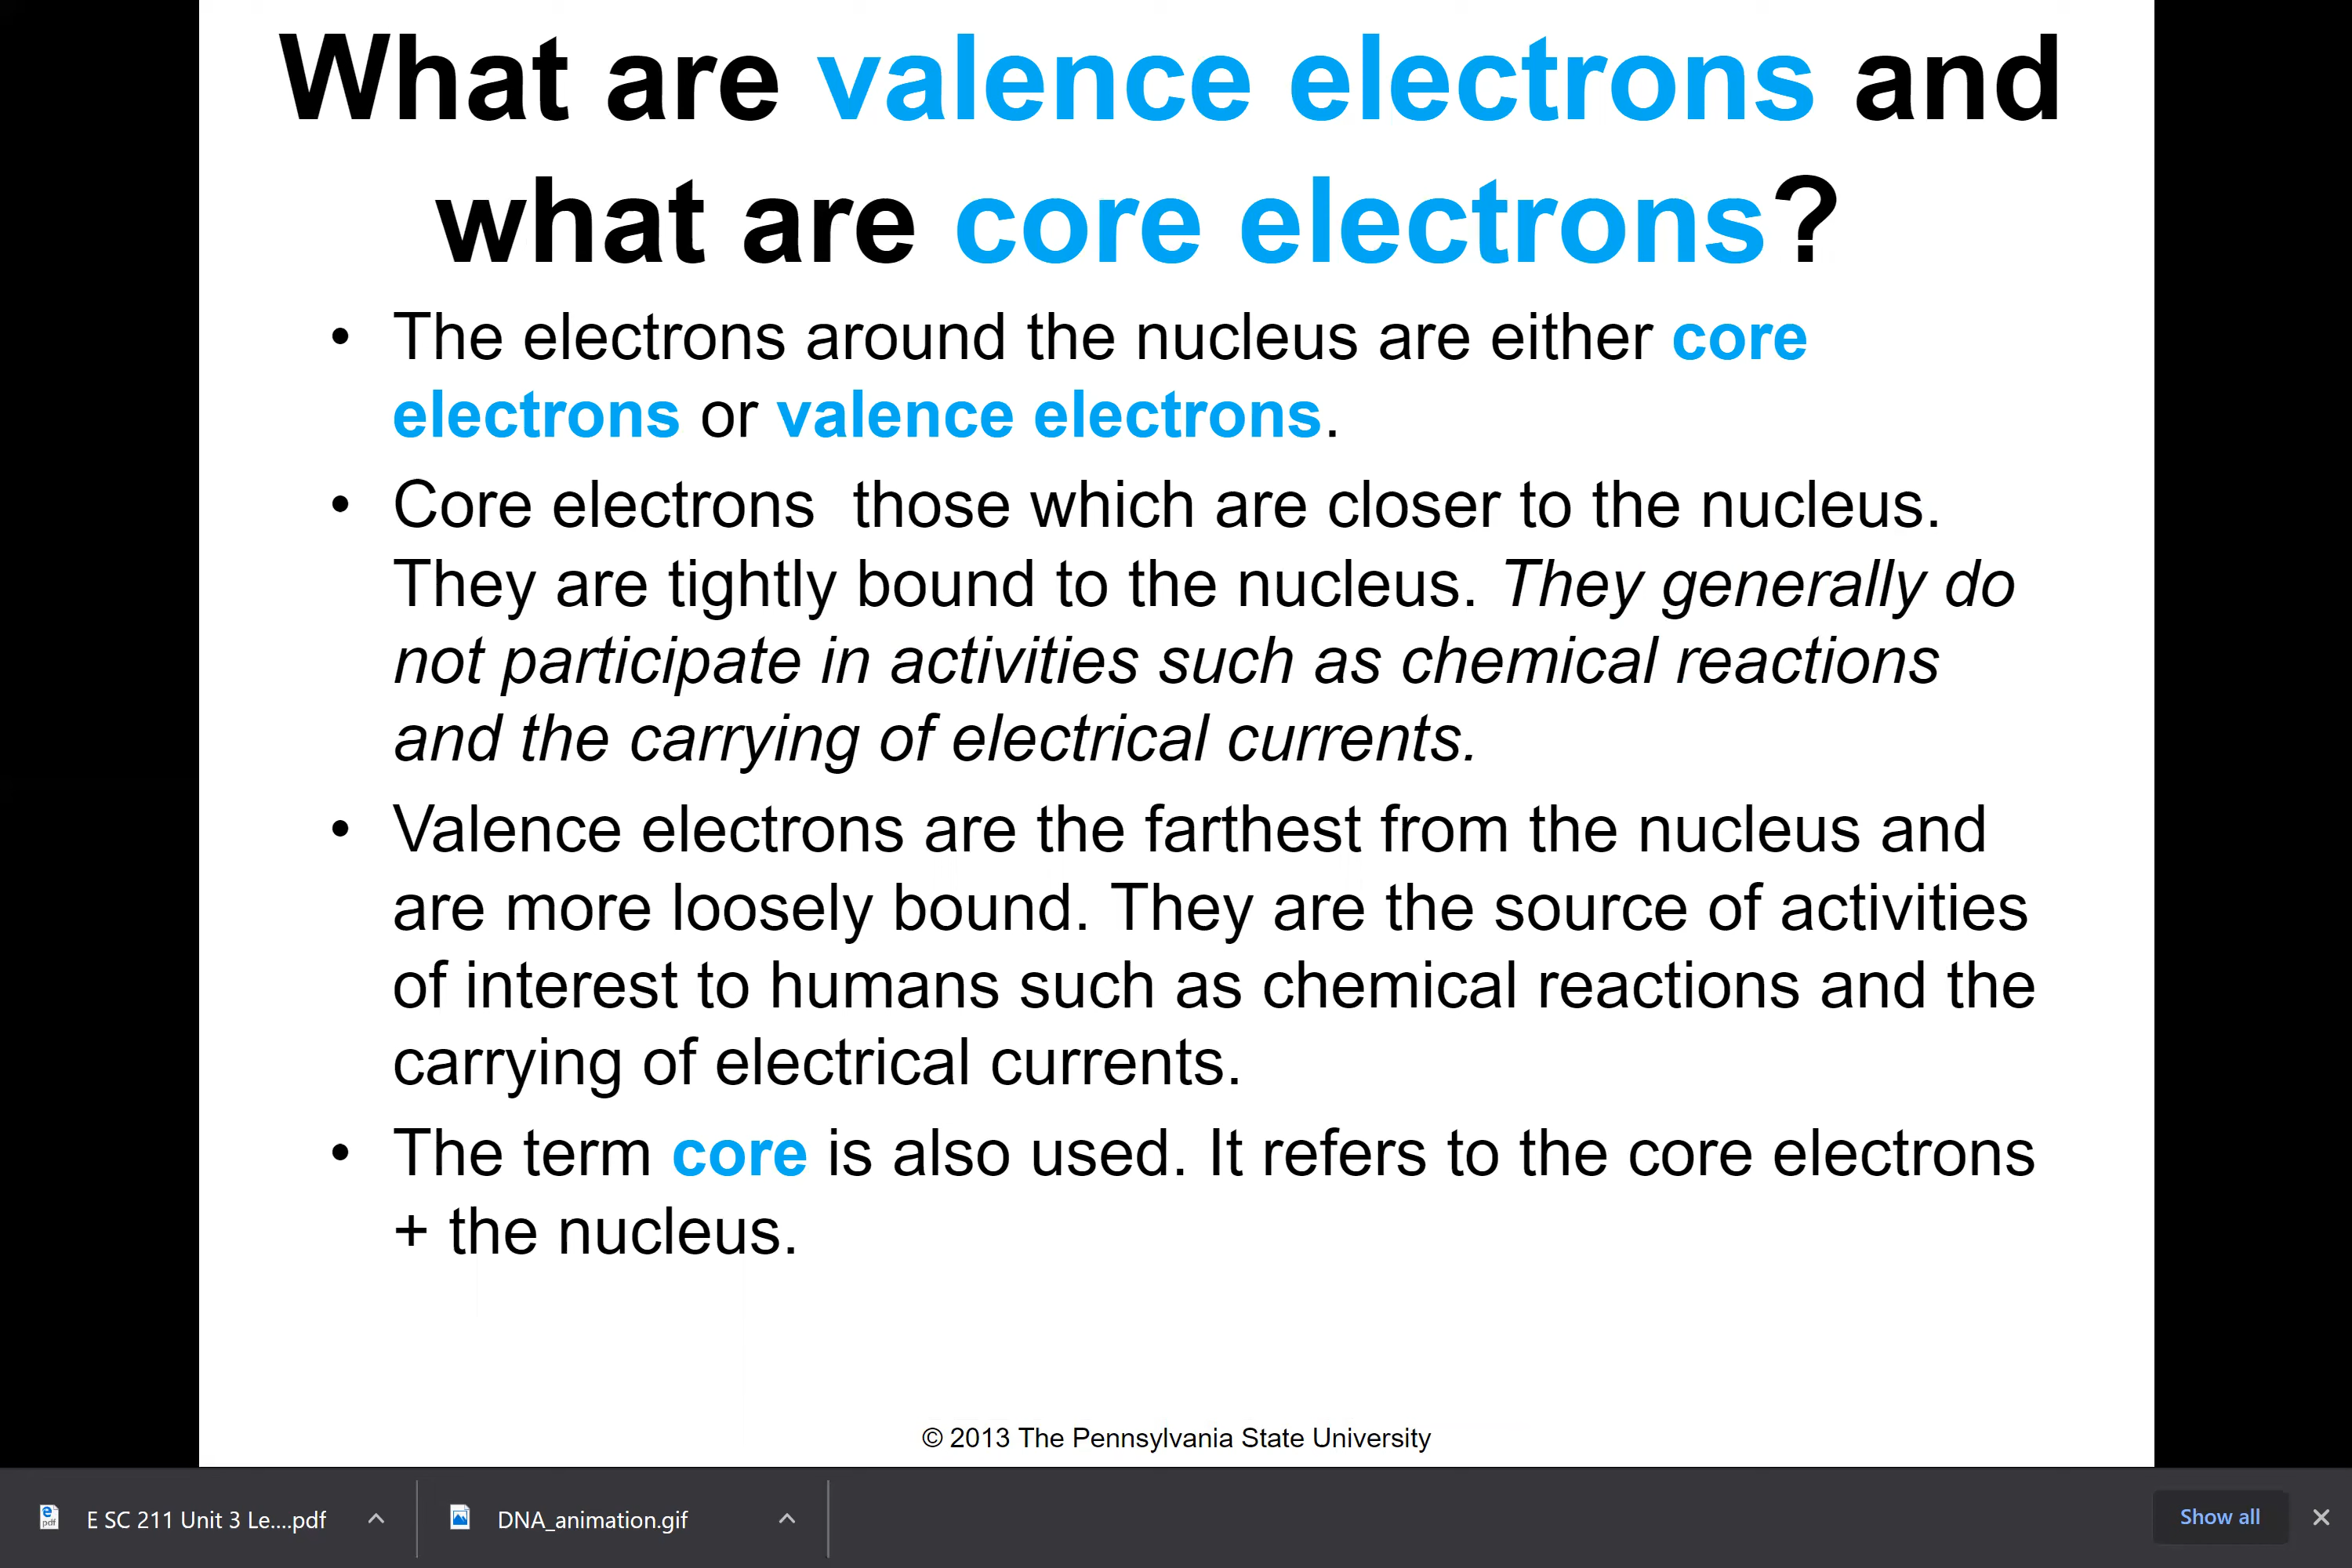 What are valence electrons and
what are core electrons?
• The electrons around the nucleus are either core
electrons or valence electrons.
• Core electrons  those which are closer to the nucleus.
They are tightly bound to the nucleus. They generally do
not participate in activities such as chemical reactions
and the carrying of electrical currents.
• Valence electrons are the farthest from the nucleus and
are more loosely bound. They are the source of activities
of interest to humans such as chemical reactions and the
carrying of electrical currents.
• The term core is also used. It refers to the core electrons
+ the nucleus.
© 2013 The Pennsylvania State University
E SC 211 Unit 3 Le....pdf DNA_animation.gif Show all